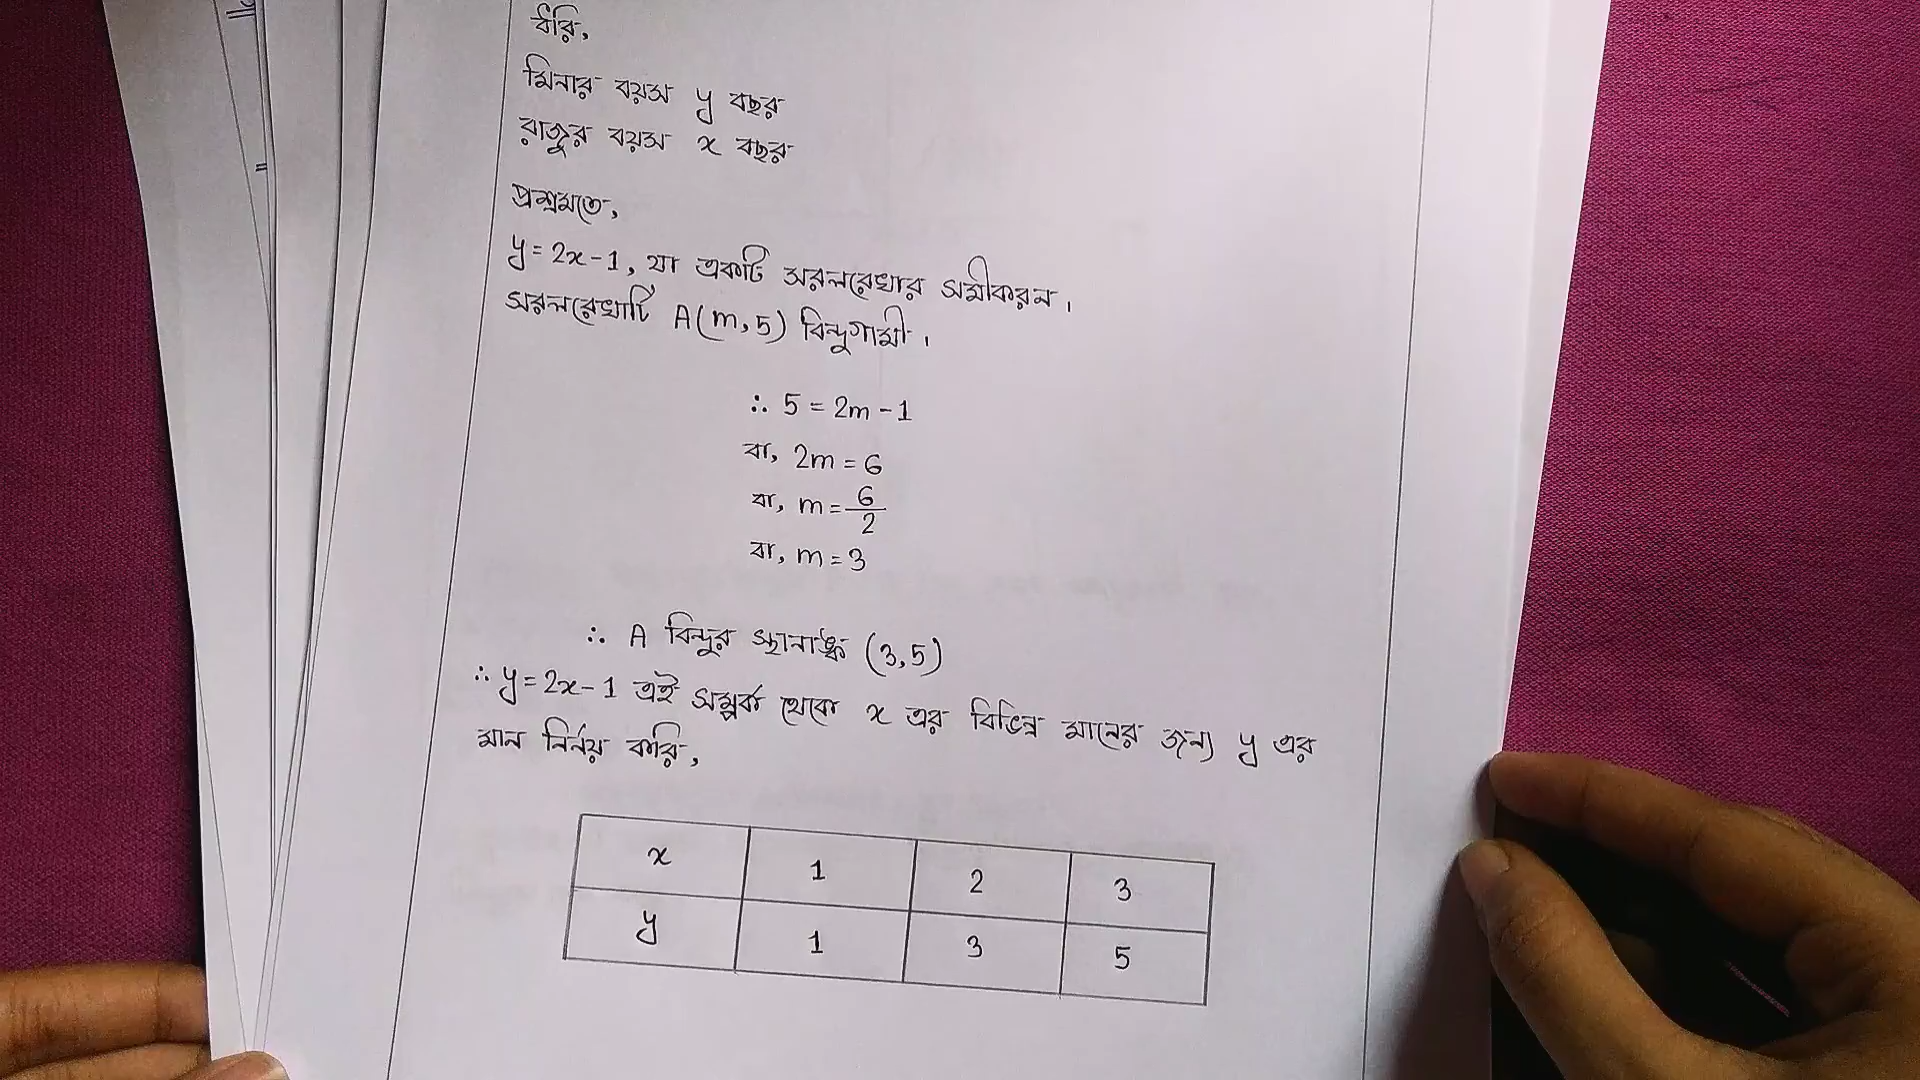 ধরি,
মিনার বয়স y বছর
রাজুর বয়স x বছর
প্রশ্নমতে,
y = 2x - 1, যা একটি সরলরেখার সমীকরন।
সরলরেখাটি A(m, 5) বিন্দুগামী।
∴ 5 = 2m - 1
বা, 2m = 6
বা, m = 6/2
বা, m = 3
∴ A বিন্দুর স্থানাঙ্ক (3, 5)
∴ y = 2x - 1 এই সম্পর্ক থেকে x এর বিভিন্ন মানের জন্য y এর
মান নির্নয় করি,
x 1 2 3
y 1 3 5